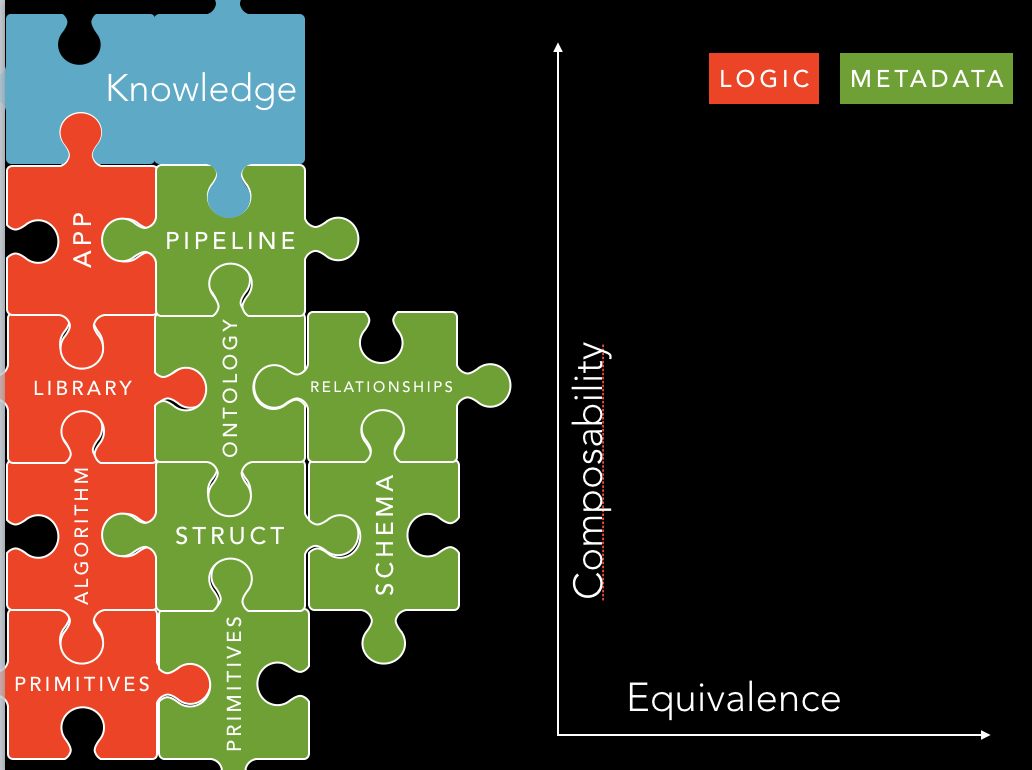 Knowledge
LOGIC
METADATA
APP
PIPELINE
LIBRARY
ONTOLOGY
RELATIONSHIPS
ALGORITHM
STRUCT
SCHEMA
PRIMITIVES
PRIMITIVES
Composability
Equivalence